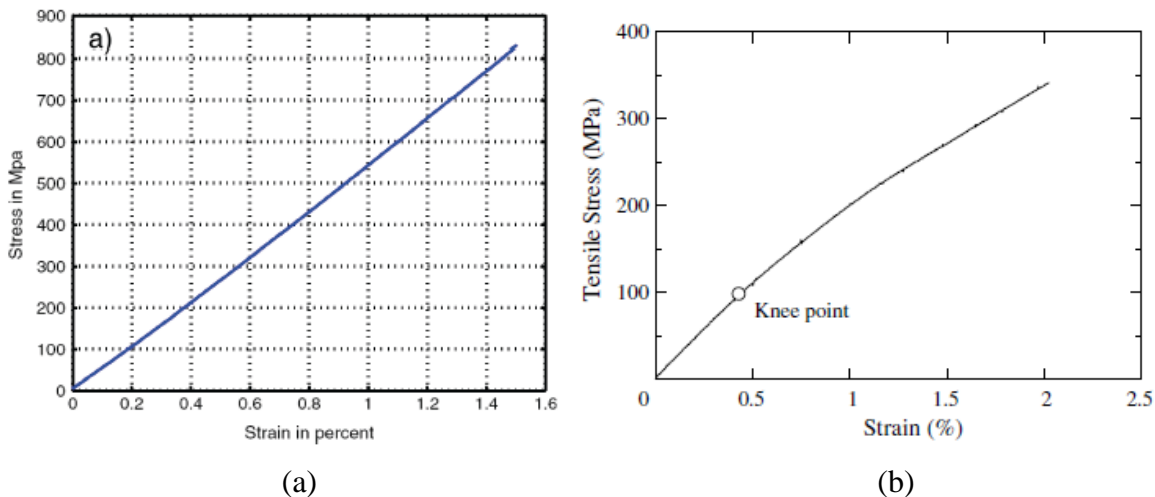 a)
900
800
700
600
500
400
300
200
100
0
Stress in Mpa
0 0.2 0.4 0.6 0.8 1 1.2 1.4 1.6
Strain in percent
(a)
400
300
200
100
Tensile Stress (MPa)
Knee point
0 0.5 1 1.5 2 2.5
Strain (%)
(b)